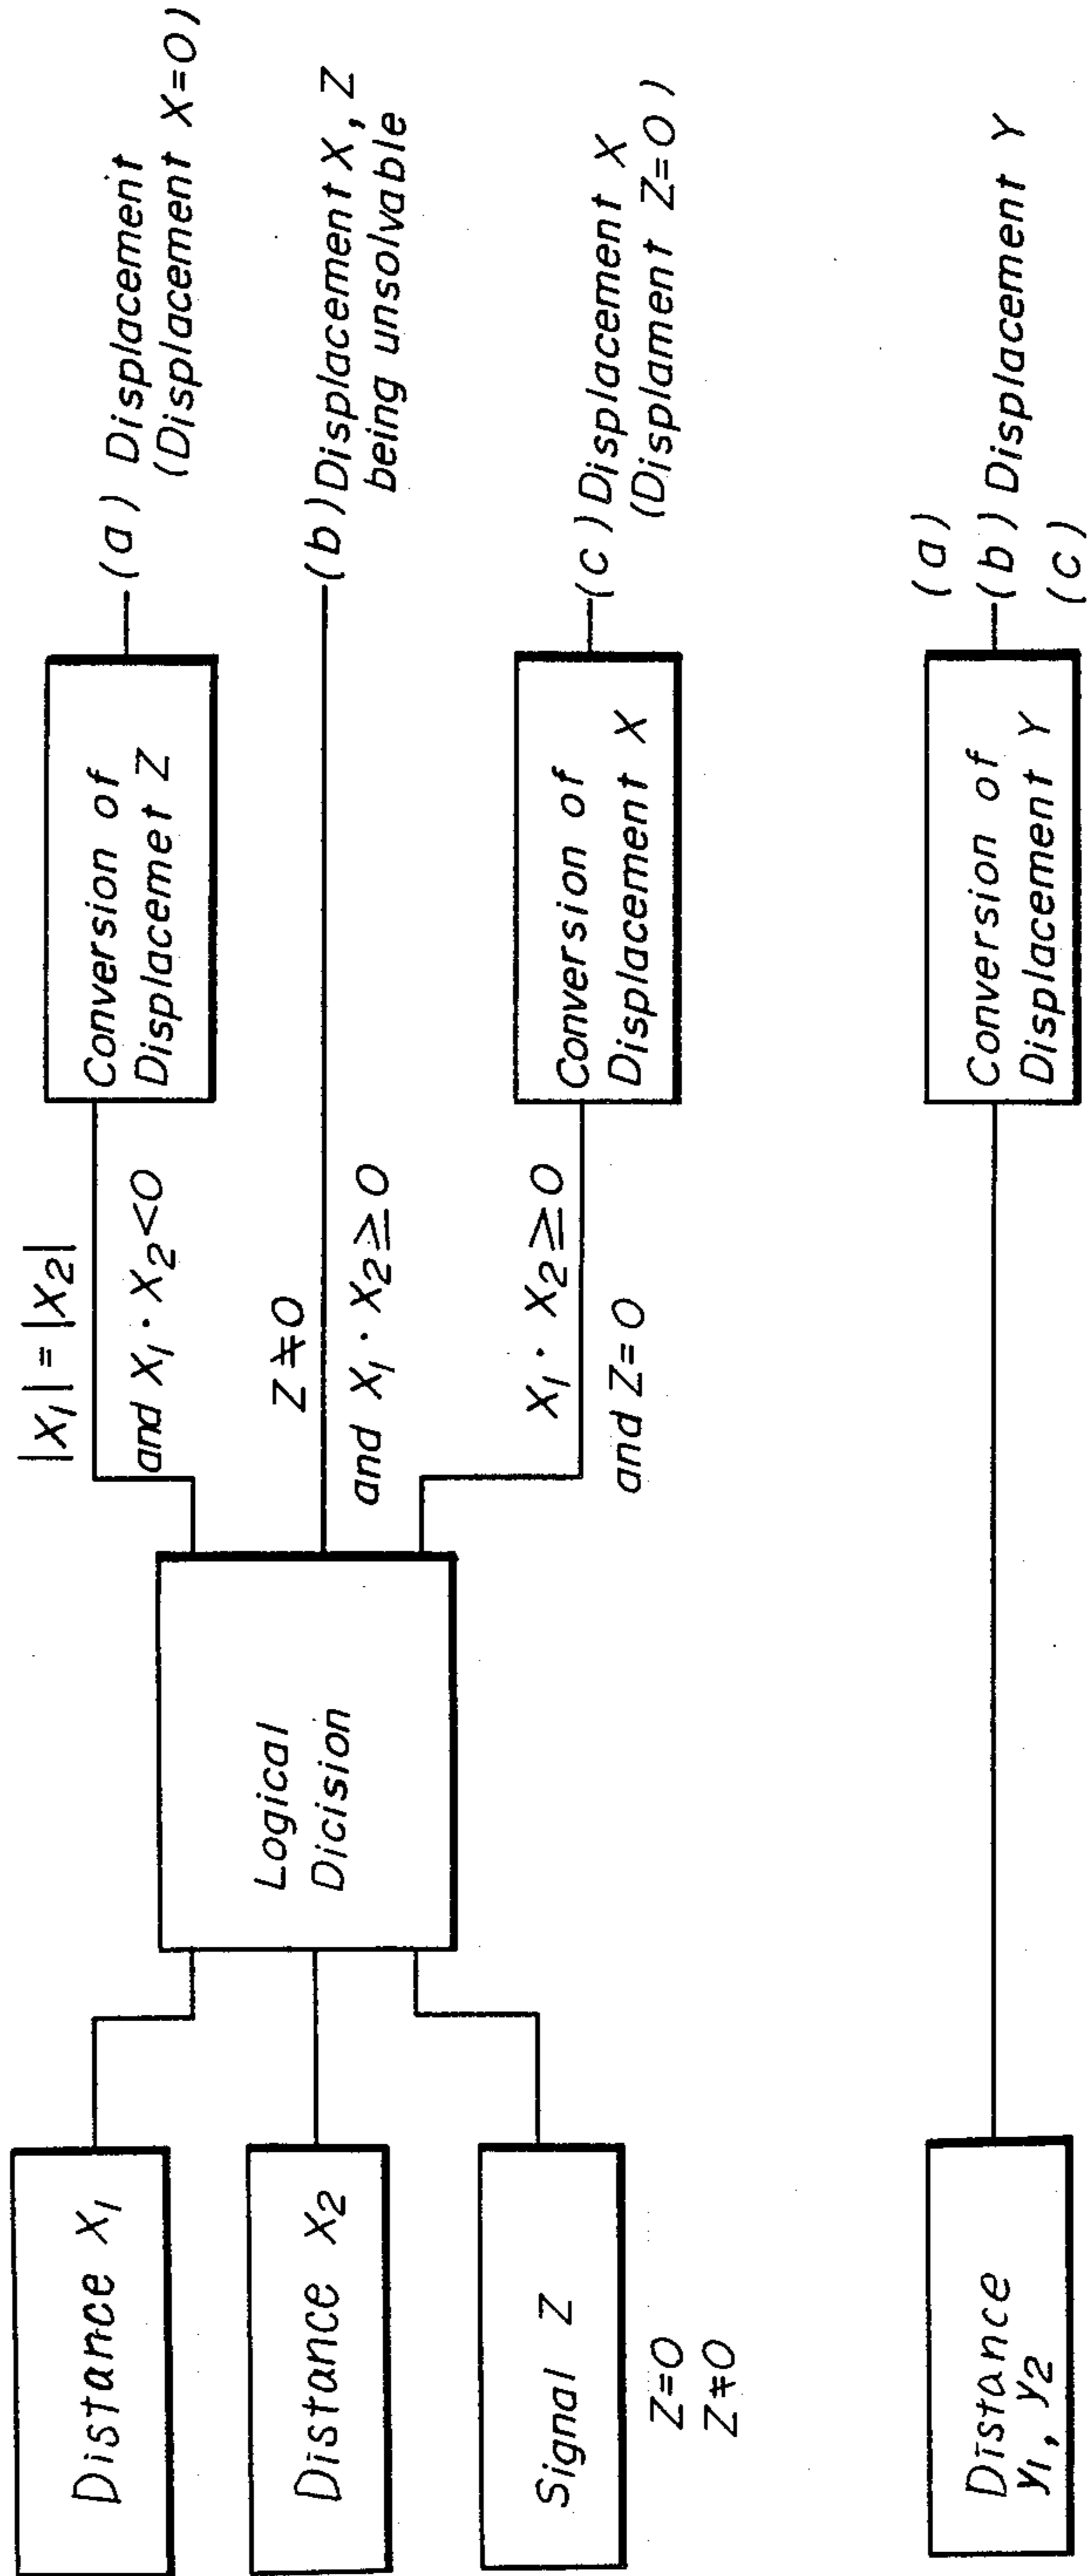 Distance X1
Distance X2
Signal Z
Z=0
Z≠0
Logical
Dicision
|X1| = |X2|
and X1 · X2 <0
Z≠0
and X1 · X2 ≥0
X1 · X2 ≥0
and Z=0
Conversion of
Displacemet Z
Conversion of
Displacement X
(a) Displacement
(Displacement X=0)
(b) Displacement X, Z
being unsolvable
(c) Displacement X
(Displament Z=0)
Distance
y1, y2
Conversion of
Displacement Y
(a)
(b) Displacement Y
(c)